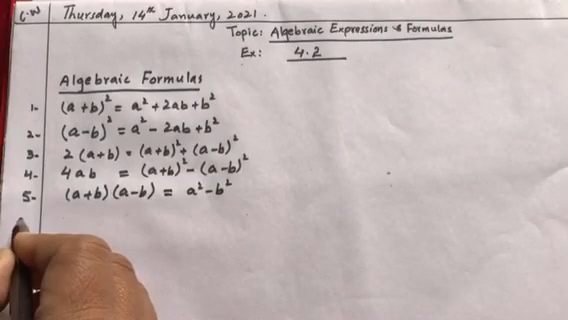 C.W Thursday, 14th January, 2021.
Topic: Algebraic Expressions & Formulas
Ex: 4.2
Algebraic Formulas
1- (a+b)² = a² + 2ab + b²
2- (a-b)² = a² - 2ab + b²
3- 2(a+b) = (a+b)² + (a-b)²
4- 4ab = (a+b)² - (a-b)²
5- (a+b)(a-b) = a² - b²